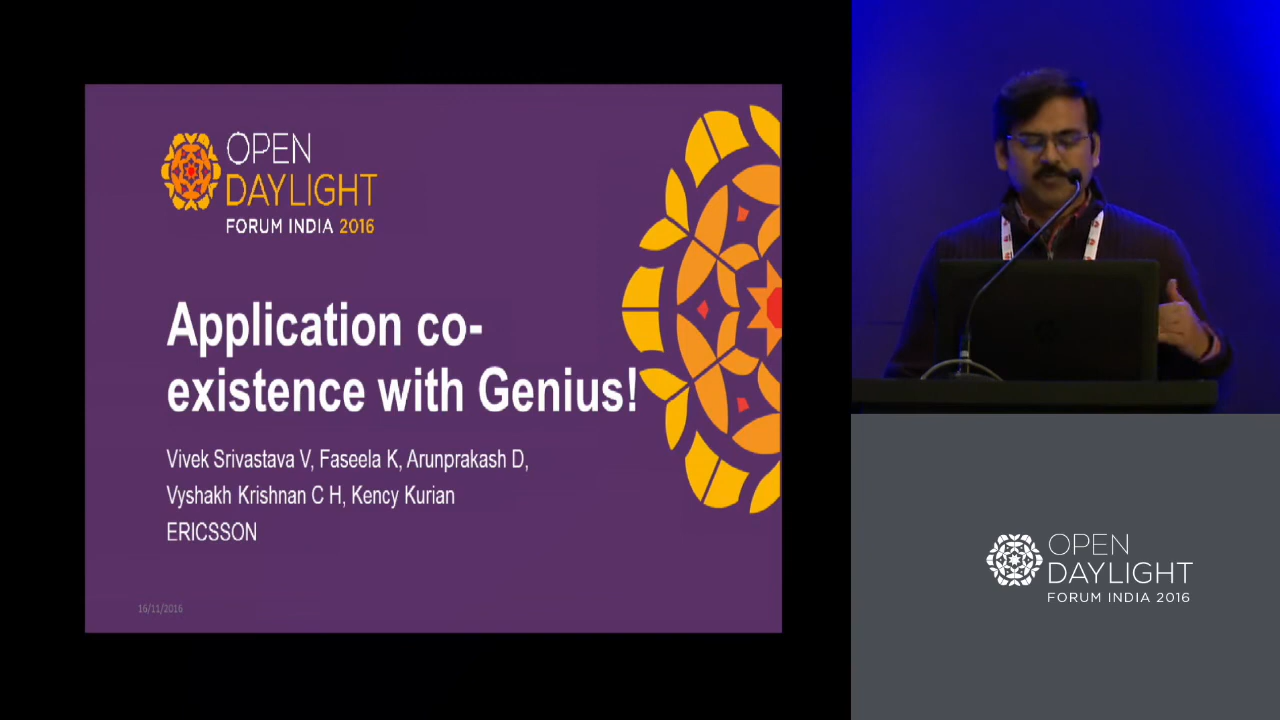 OPEN
DAYLIGHT
FORUM INDIA 2016
Application co-
existence with Genius!
Vivek Srivastava V, Faseela K, Arunprakash D,
Vyshakh Krishnan C H, Kency Kurian
ERICSSON
16/11/2016
OPEN
DAYLIGHT
FORUM INDIA 2016